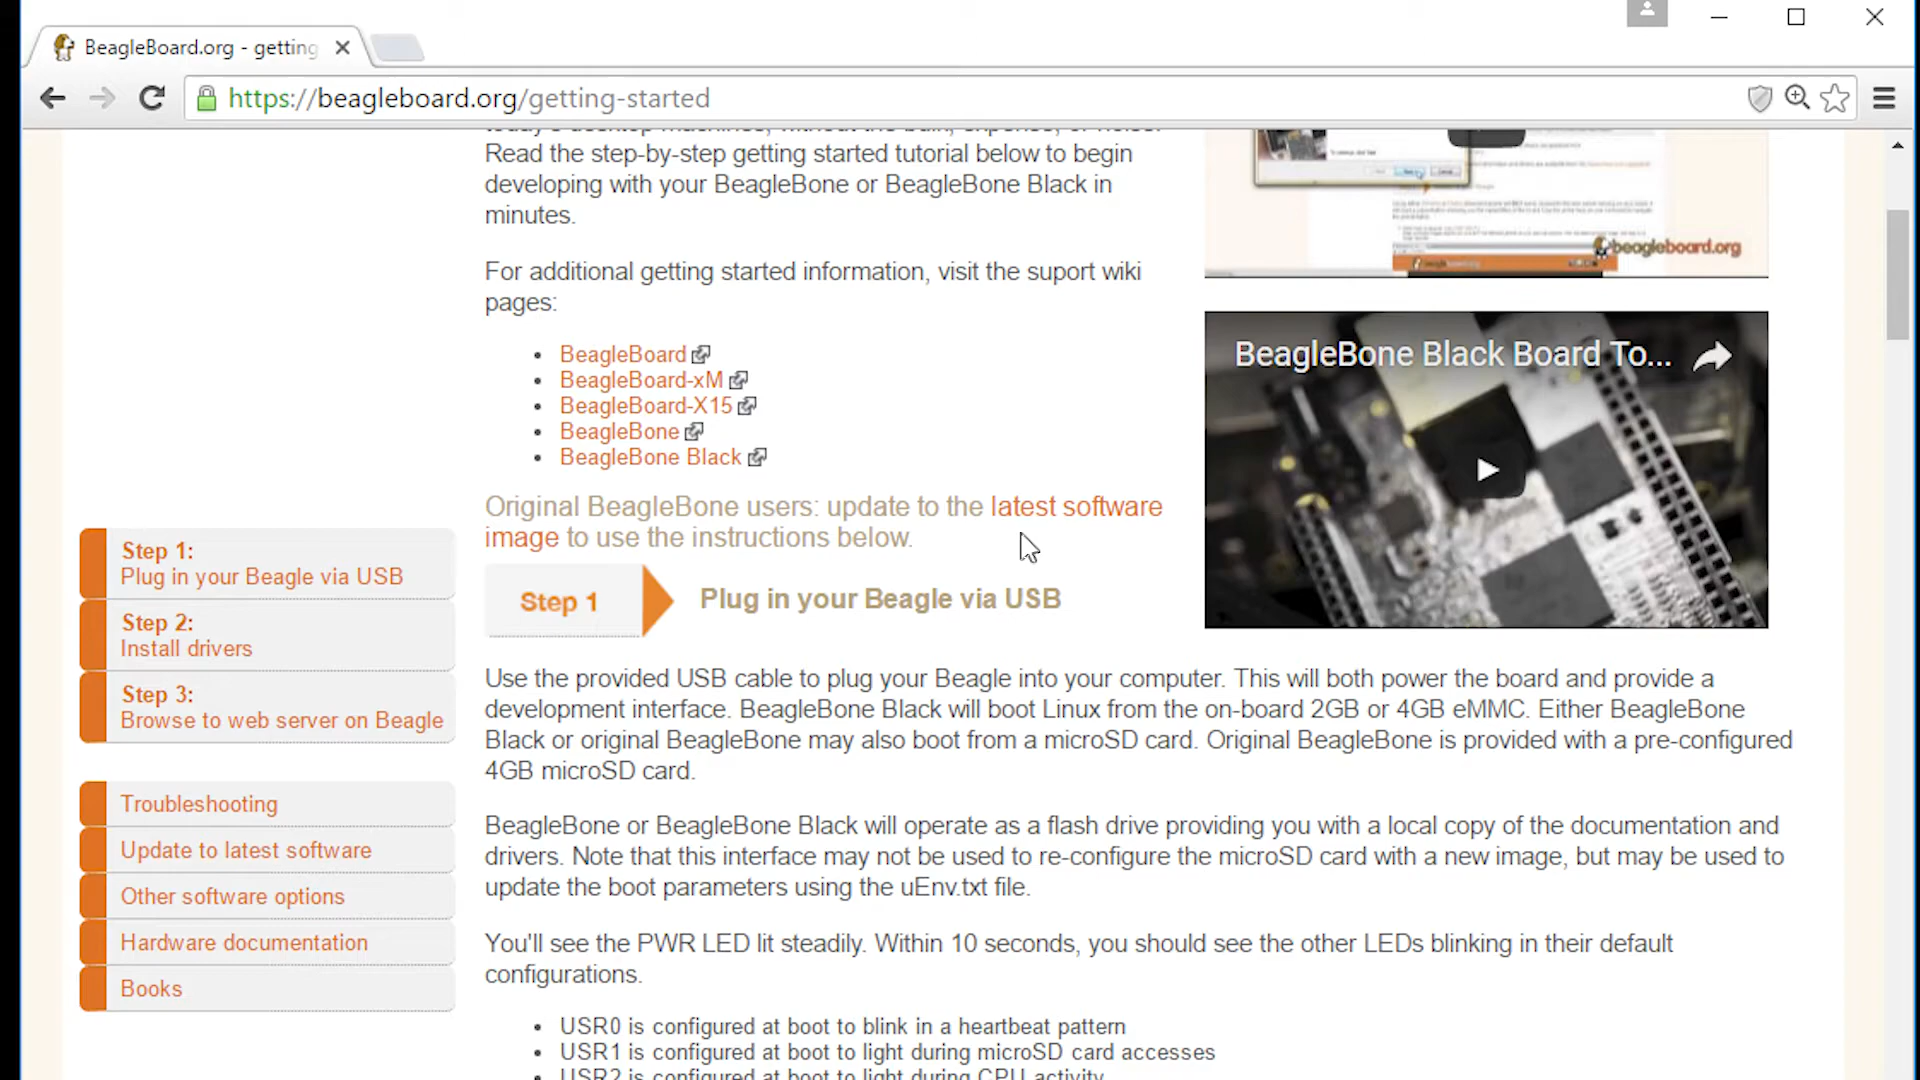 BeagleBoard.org - getting
https://beagleboard.org/getting-started
Read the step-by-step getting started tutorial below to begin
developing with your BeagleBone or BeagleBone Black in
minutes.
For additional getting started information, visit the suport wiki
pages:
BeagleBoard
BeagleBoard-xM
BeagleBoard-X15
BeagleBone
BeagleBone Black
Original BeagleBone users: update to the latest software
image to use the instructions below.
beagleboard.org
BeagleBone Black Board To...
Step 1:
Plug in your Beagle via USB
Step 2:
Install drivers
Step 3:
Browse to web server on Beagle
Troubleshooting
Update to latest software
Other software options
Hardware documentation
Books
Step 1
Plug in your Beagle via USB
Use the provided USB cable to plug your Beagle into your computer. This will both power the board and provide a
development interface. BeagleBone Black will boot Linux from the on-board 2GB or 4GB eMMC. Either BeagleBone
Black or original BeagleBone may also boot from a microSD card. Original BeagleBone is provided with a pre-configured
4GB microSD card.
BeagleBone or BeagleBone Black will operate as a flash drive providing you with a local copy of the documentation and
drivers. Note that this interface may not be used to re-configure the microSD card with a new image, but may be used to
update the boot parameters using the uEnv.txt file.
You'll see the PWR LED lit steadily. Within 10 seconds, you should see the other LEDs blinking in their default
configurations.
USR0 is configured at boot to blink in a heartbeat pattern
USR1 is configured at boot to light during microSD card accesses
USR2 is configured at boot to light during CPU activity